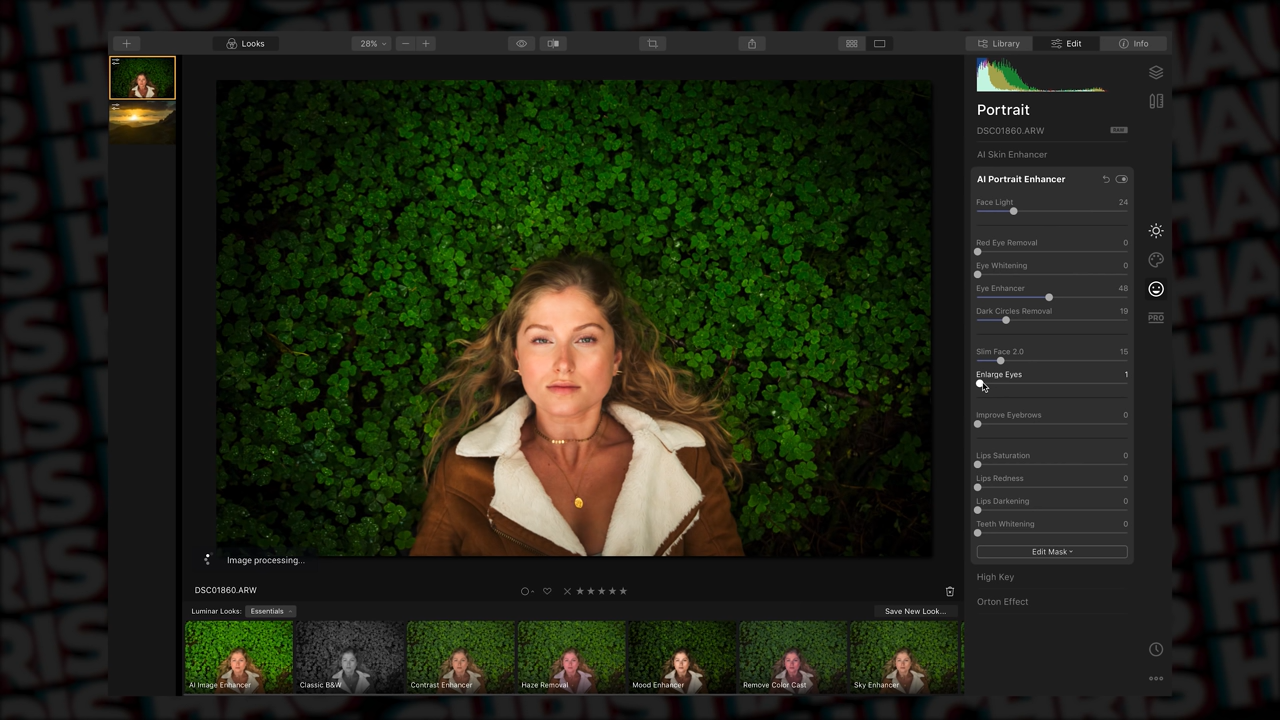 Looks
28%
Library
Edit
Info
Portrait
DSC01860.ARW
RAW
AI Skin Enhancer
AI Portrait Enhancer
Face Light 24
Red Eye Removal 0
Eye Whitening 0
Eye Enhancer 48
Dark Circles Removal 19
Slim Face 2.0 15
Enlarge Eyes 1
Improve Eyebrows 0
Lips Saturation 0
Lips Redness 0
Lips Darkening 0
Teeth Whitening 0
Edit Mask
High Key
Orton Effect
PRO
Image processing...
DSC01860.ARW
Luminar Looks: Essentials
Save New Look...
AI Image Enhancer
Classic B&W
Contrast Enhancer
Haze Removal
Mood Enhancer
Remove Color Cast
Sky Enhancer